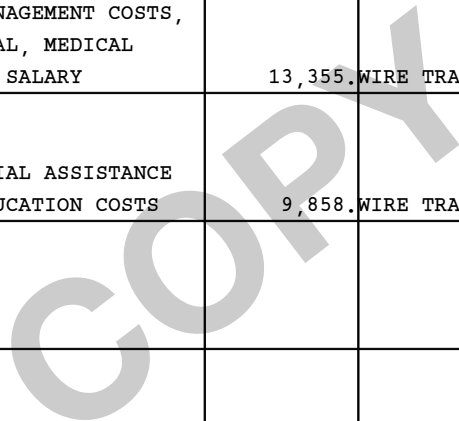 NAGEMENT COSTS,
AL, MEDICAL
SALARY 13,355. WIRE TRA
IAL ASSISTANCE
UCATION COSTS 9,858. WIRE TRA
COPY